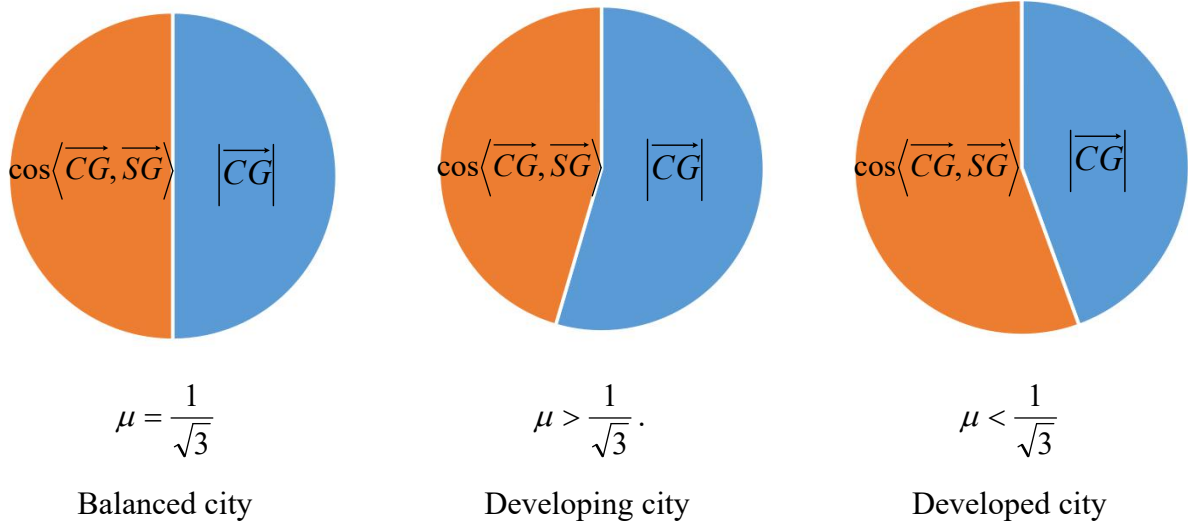 cos⟨CG→, SG→⟩ |CG→|
cos⟨CG→, SG→⟩ |CG→|
cos⟨CG→, SG→⟩ |CG→|
μ = 1/√3
μ > 1/√3 .
μ < 1/√3
Balanced city
Developing city
Developed city